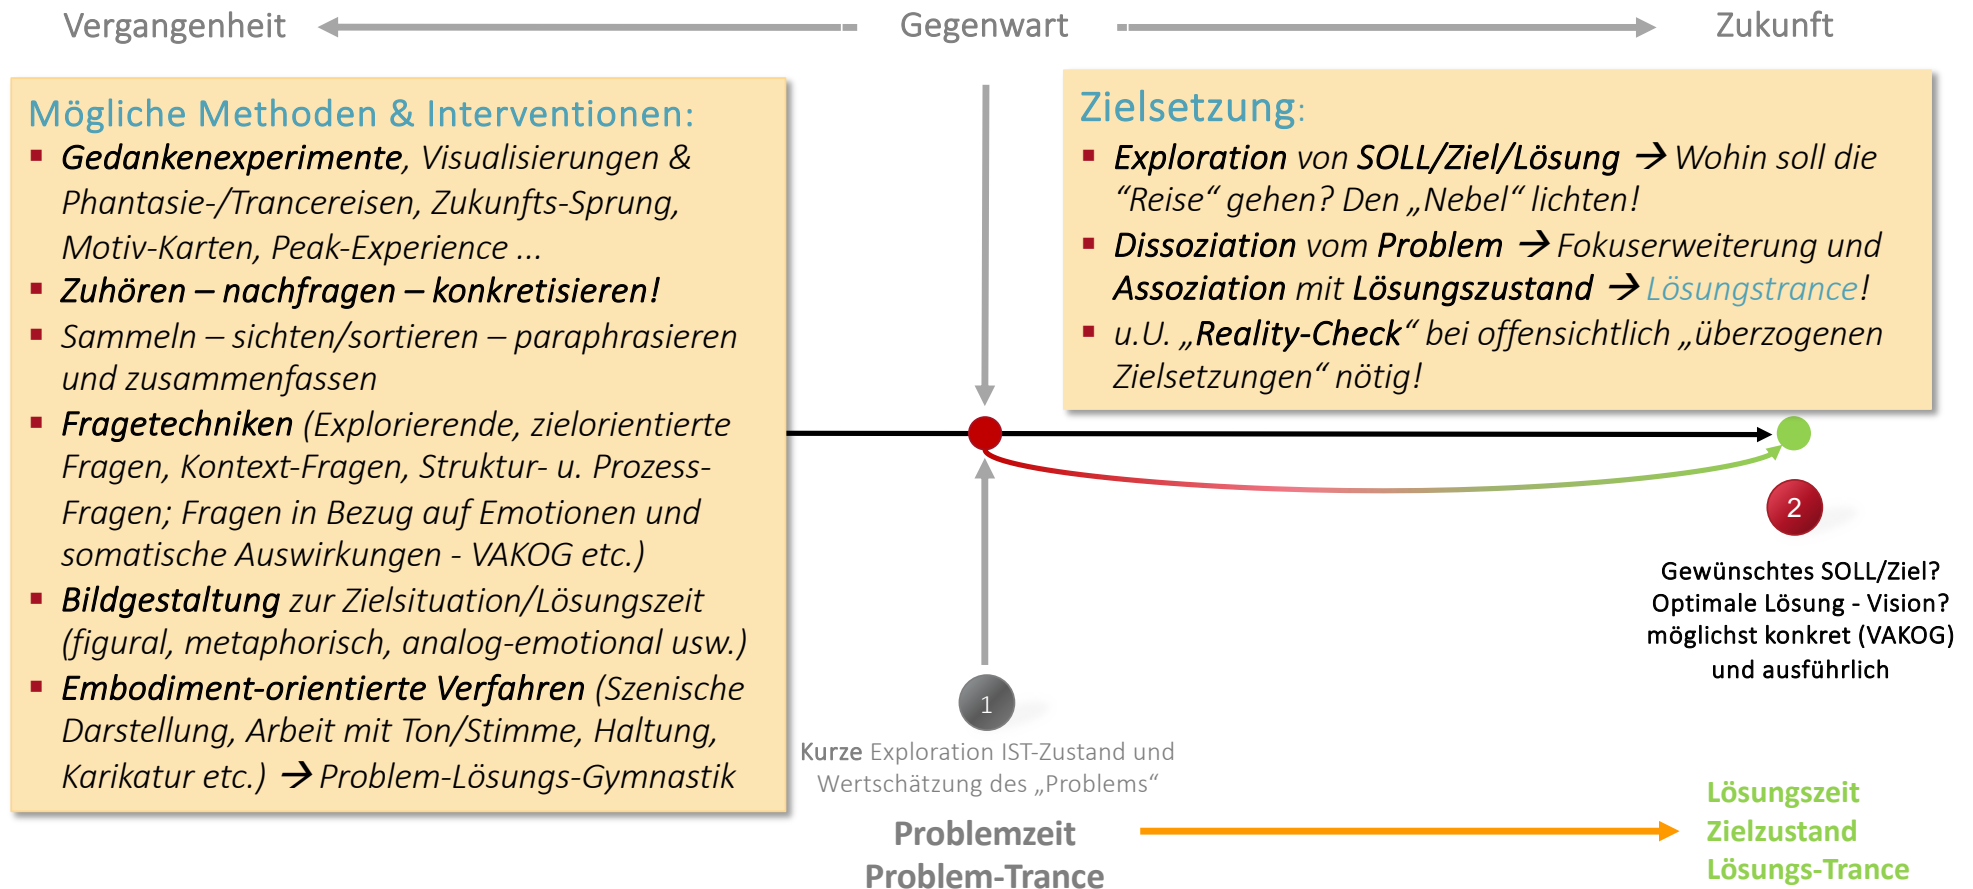 Vergangenheit
Gegenwart
Zukunft
Mögliche Methoden & Interventionen:
▪ Gedankenexperimente, Visualisierungen &
Phantasie-/Trancereisen, Zukunfts-Sprung,
Motiv-Karten, Peak-Experience ...
▪ Zuhören – nachfragen – konkretisieren!
▪ Sammeln – sichten/sortieren – paraphrasieren
und zusammenfassen
▪ Fragetechniken (Explorierende, zielorientierte
Fragen, Kontext-Fragen, Struktur- u. Prozess-
Fragen; Fragen in Bezug auf Emotionen und
somatische Auswirkungen - VAKOG etc.)
▪ Bildgestaltung zur Zielsituation/Lösungszeit
(figural, metaphorisch, analog-emotional usw.)
▪ Embodiment-orientierte Verfahren (Szenische
Darstellung, Arbeit mit Ton/Stimme, Haltung,
Karikatur etc.) → Problem-Lösungs-Gymnastik
Zielsetzung:
▪ Exploration von SOLL/Ziel/Lösung → Wohin soll die
“Reise“ gehen? Den „Nebel“ lichten!
▪ Dissoziation vom Problem → Fokuserweiterung und
Assoziation mit Lösungszustand → Lösungstrance!
▪ u.U. „Reality-Check“ bei offensichtlich „überzogenen
Zielsetzungen“ nötig!
2
Gewünschtes SOLL/Ziel?
Optimale Lösung - Vision?
möglichst konkret (VAKOG)
und ausführlich
1
Kurze Exploration IST-Zustand und
Wertschätzung des „Problems“
Problemzeit
Problem-Trance
Lösungszeit
Zielzustand
Lösungs-Trance